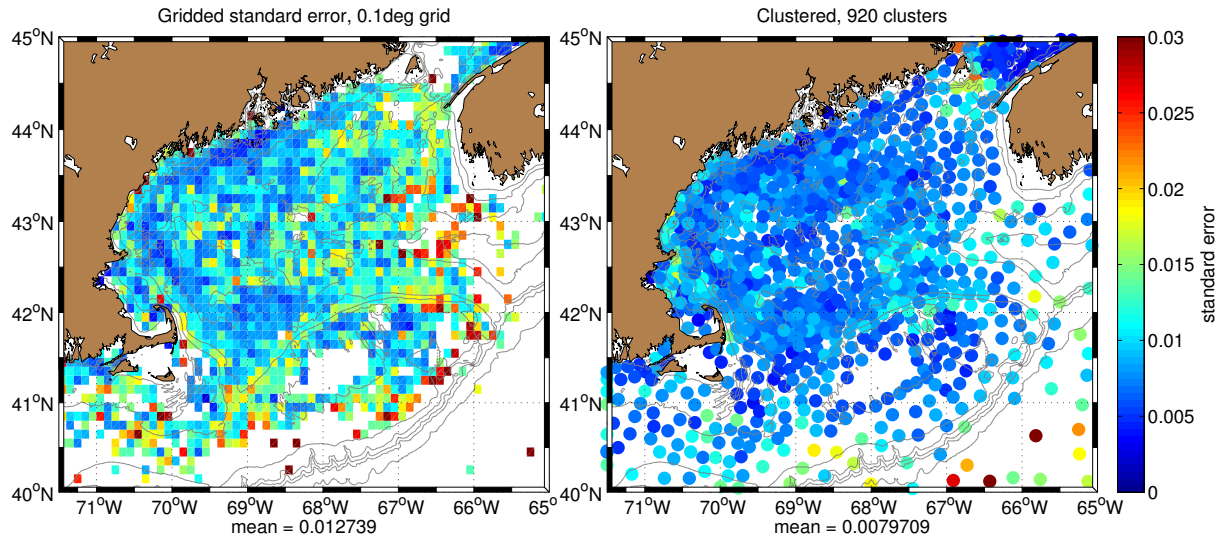 Gridded standard error, 0.1deg grid
45°N
44°N
43°N
42°N
41°N
40°N
71°W 70°W 69°W 68°W 67°W 66°W 65°W
mean = 0.012739
Clustered, 920 clusters
45°N
44°N
43°N
42°N
41°N
40°N
71°W 70°W 69°W 68°W 67°W 66°W 65°W
mean = 0.0079709
0.03
0.025
0.02
0.015
0.01
0.005
0
standard error